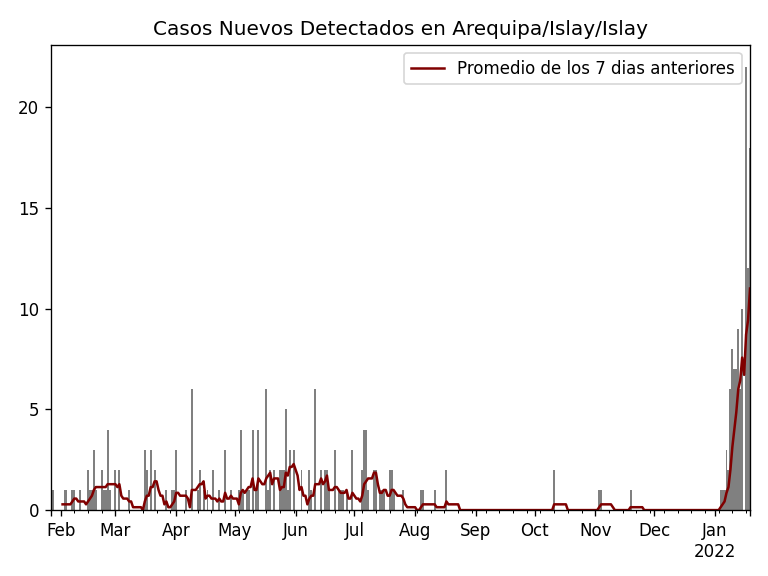 Casos Nuevos Detectados en Arequipa/Islay/Islay
Promedio de los 7 dias anteriores
20
15
10
5
0
Feb Mar Apr May Jun Jul Aug Sep Oct Nov Dec Jan
2022